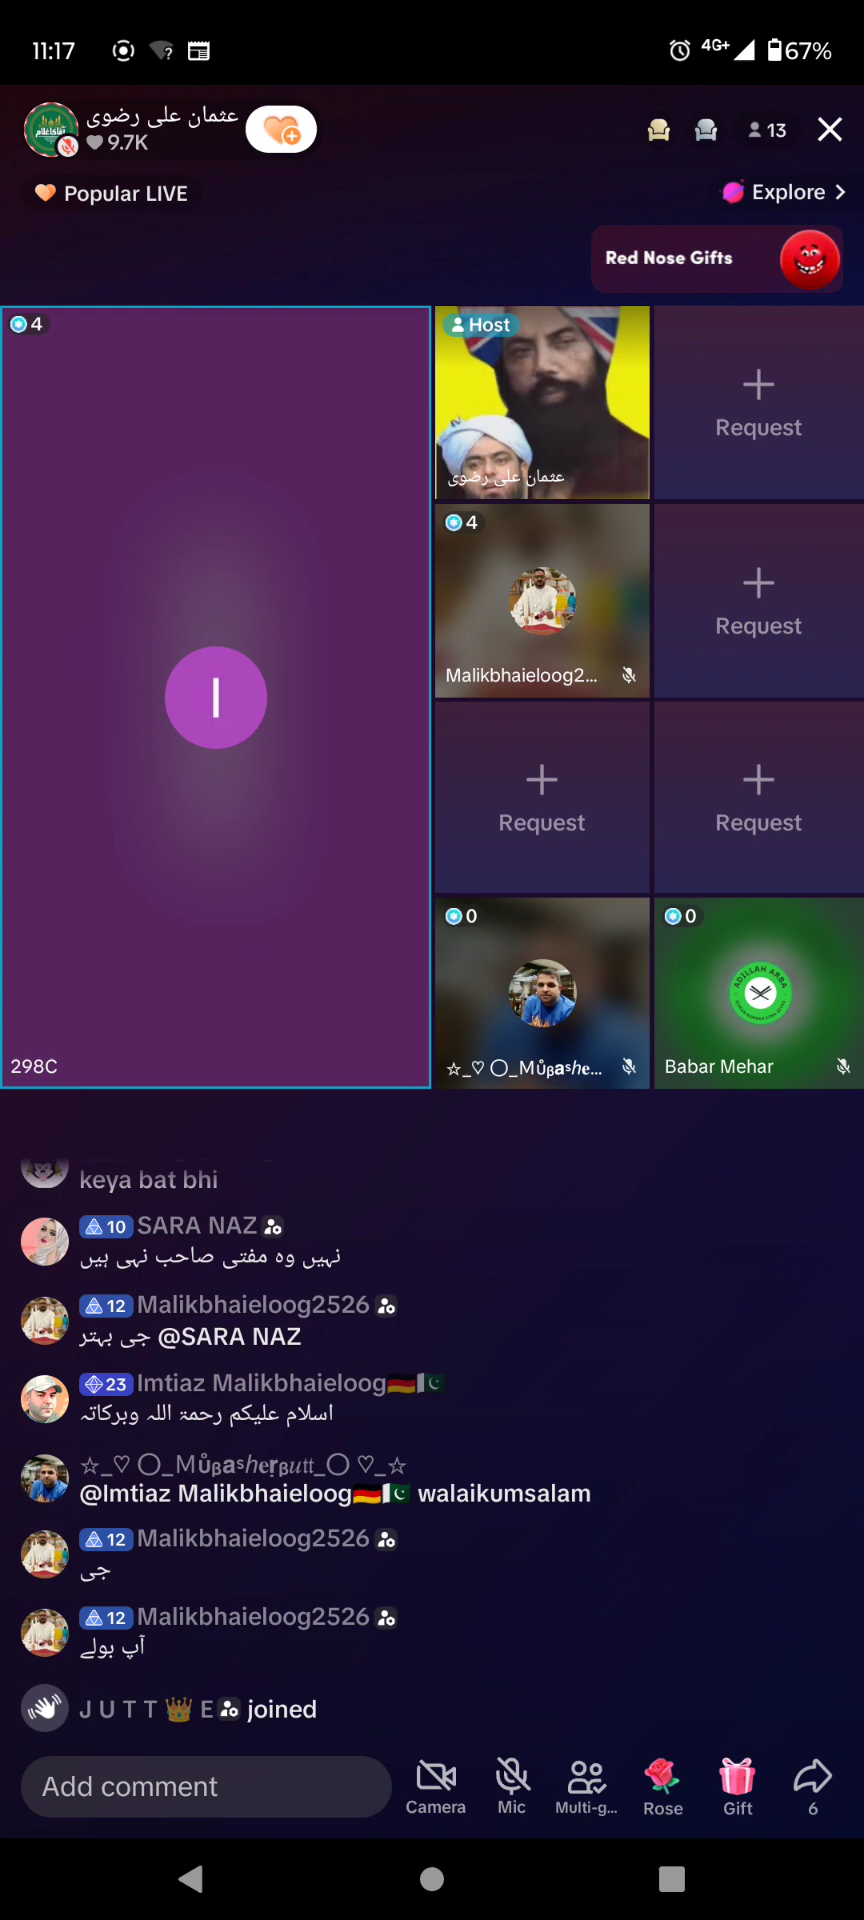 11:17
4G+
67%
عثمان علی رضوی
9.7K
13
Popular LIVE
Explore
Red Nose Gifts
4
298C
Host
عثمان علی رضوی
Request
4
Malikbhaieloog2...
Request
Request
Request
0
☆_♡ ◯_Můᵦaˢℎe...
0
ADILLAH ARBA
Babar Mehar
keya bat bhi
10 SARA NAZ
نہیں وہ مفتی صاحب نہی ہیں
12 Malikbhaieloog2526
جی بہتر @SARA NAZ
23 Imtiaz Malikbhaieloog🇩🇪🇵🇰
اسلام علیکم رحمۃ اللہ وبرکاتہ
☆_♡ ◯_Můᵦaˢℎeṛᵦutt_◯ ♡_☆
@Imtiaz Malikbhaieloog🇩🇪🇵🇰 walaikumsalam
12 Malikbhaieloog2526
جی
12 Malikbhaieloog2526
آپ بولے
J U T T 👑 E joined
Add comment
Camera
Mic
Multi-g...
Rose
Gift
6